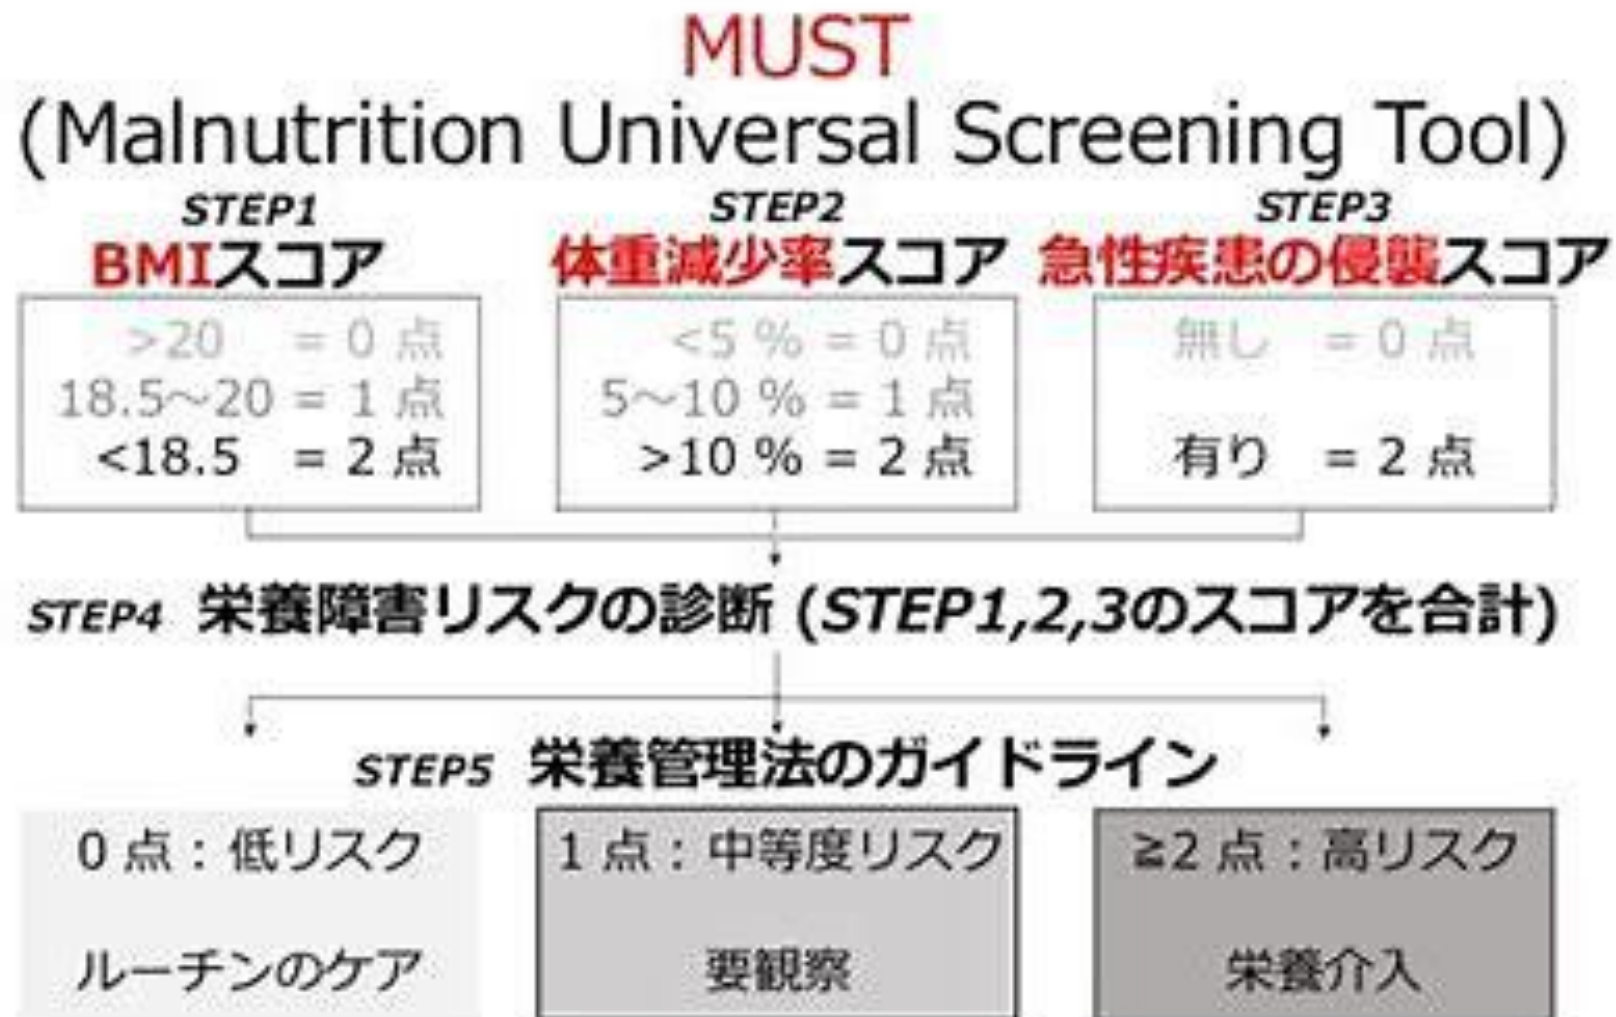 MUST
(Malnutrition Universal Screening Tool)
STEP1
BMIスコア
>20 = 0 点
18.5～20 = 1 点
<18.5 = 2 点
STEP2
体重減少率スコア
<5 % = 0 点
5～10 % = 1 点
>10 % = 2 点
STEP3
急性疾患の侵襲スコア
無し = 0 点
有り = 2 点
STEP4 栄養障害リスクの診断 (STEP1,2,3のスコアを合計)
STEP5 栄養管理法のガイドライン
0 点：低リスク
ルーチンのケア
1 点：中等度リスク
要観察
≧2 点：高リスク
栄養介入